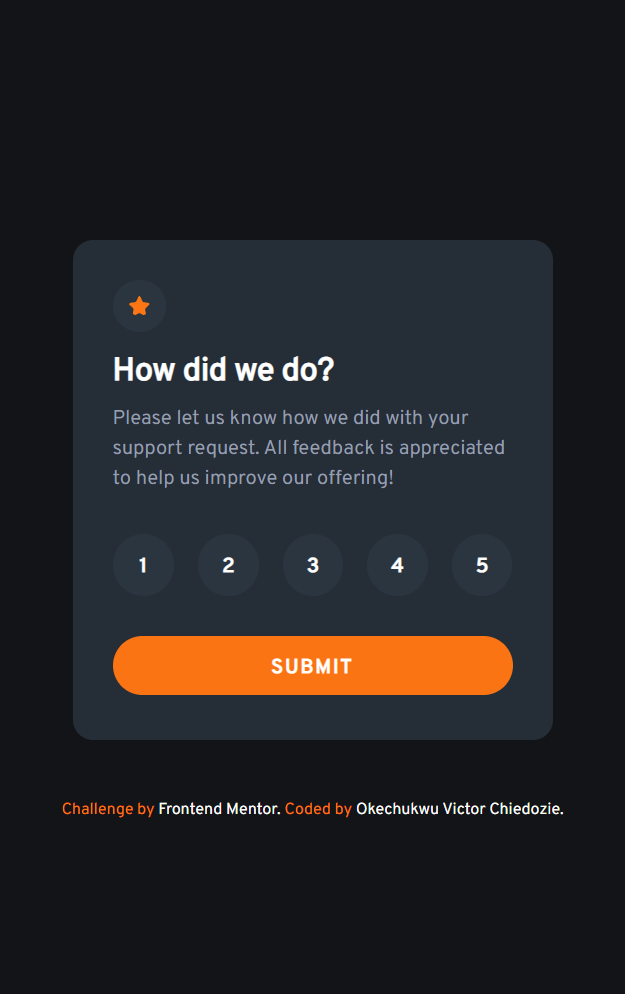 How did we do?
Please let us know how we did with your
support request. All feedback is appreciated
to help us improve our offering!
1 2 3 4 5
SUBMIT
Challenge by Frontend Mentor. Coded by Okechukwu Victor Chiedozie.